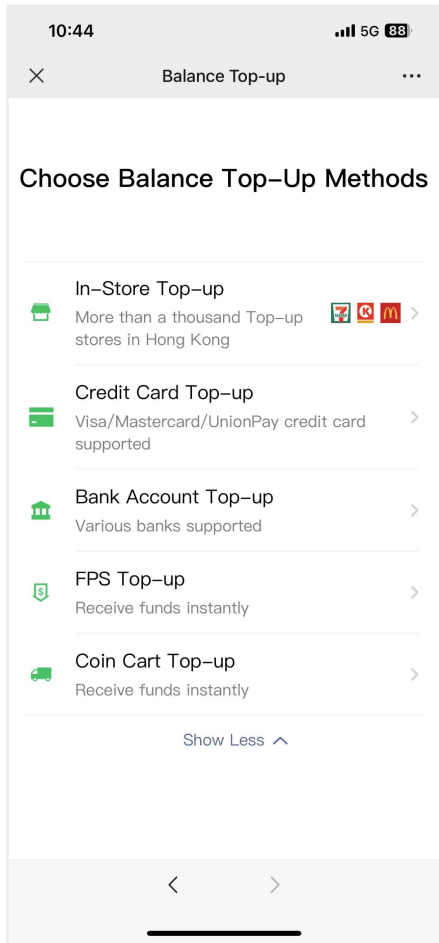 10:44
5G 88
Balance Top-up
Choose Balance Top-Up Methods
In-Store Top-up
More than a thousand Top-up
stores in Hong Kong
Credit Card Top-up
Visa/Mastercard/UnionPay credit card
supported
Bank Account Top-up
Various banks supported
FPS Top-up
Receive funds instantly
Coin Cart Top-up
Receive funds instantly
Show Less